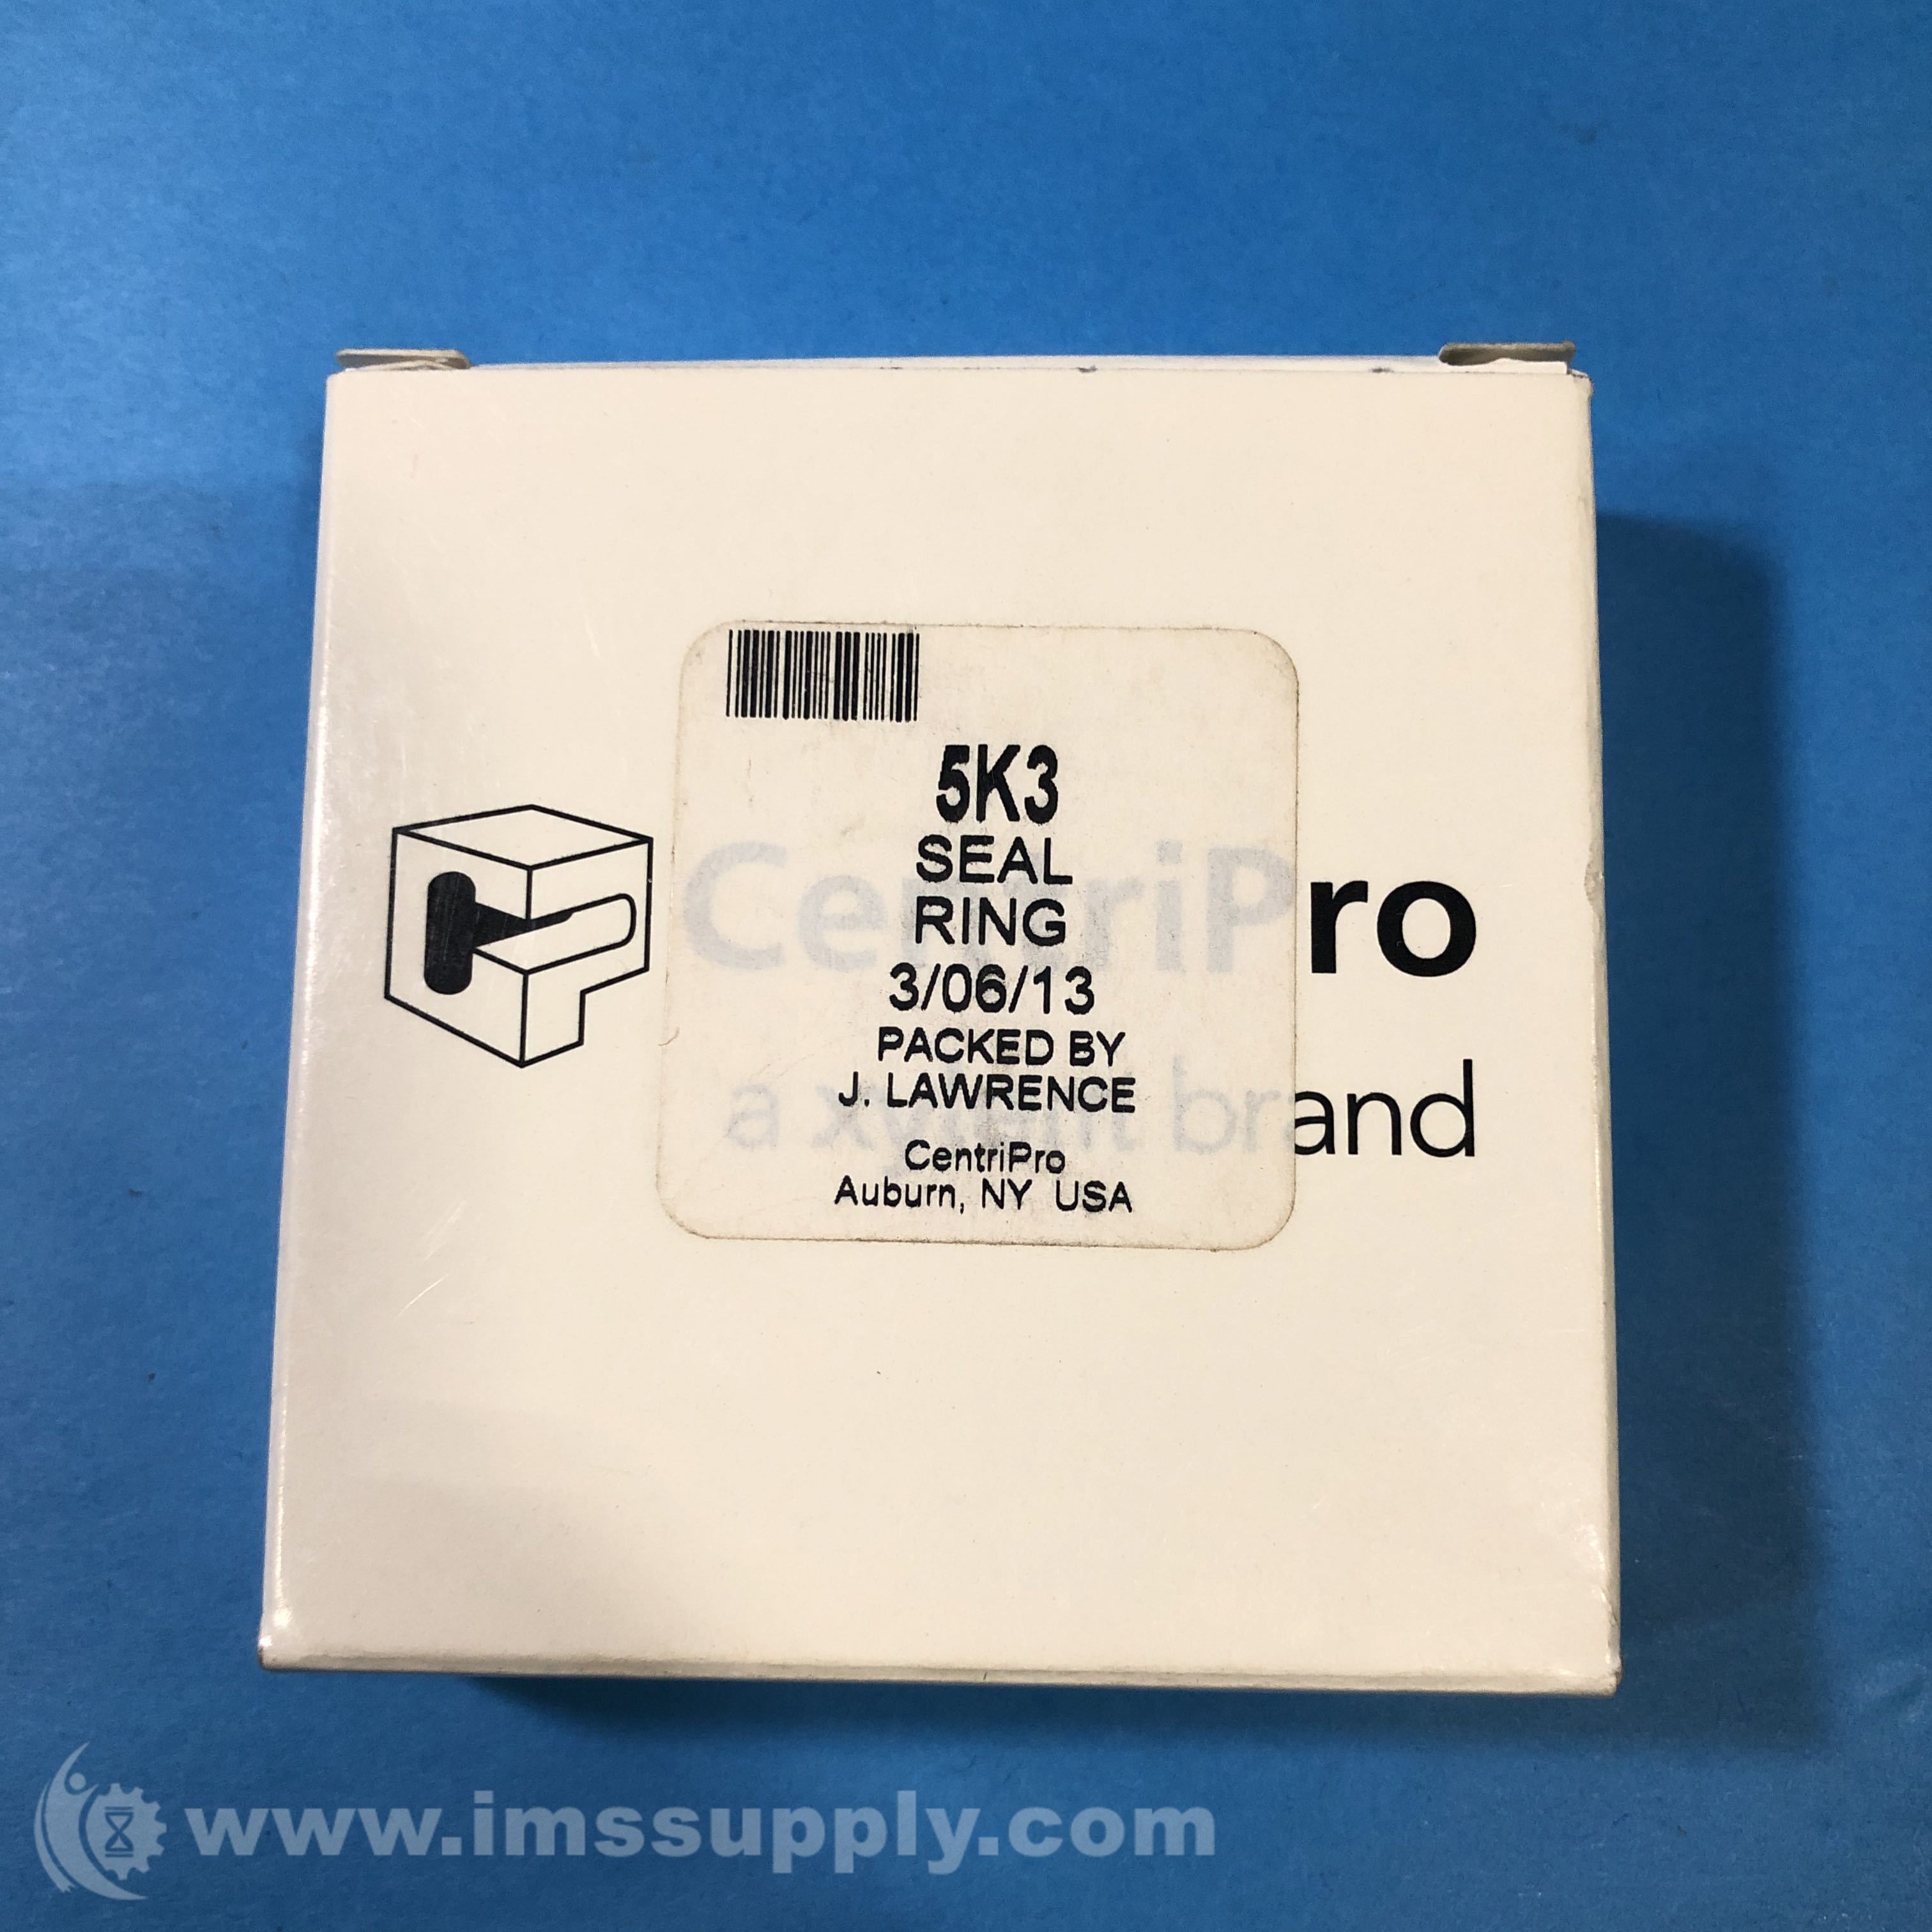 5K3
SEAL
RING
3/06/13
PACKED BY
J. LAWRENCE
CentriPro
Auburn, NY USA
CentriPro
a xylem brand
www.imssupply.com